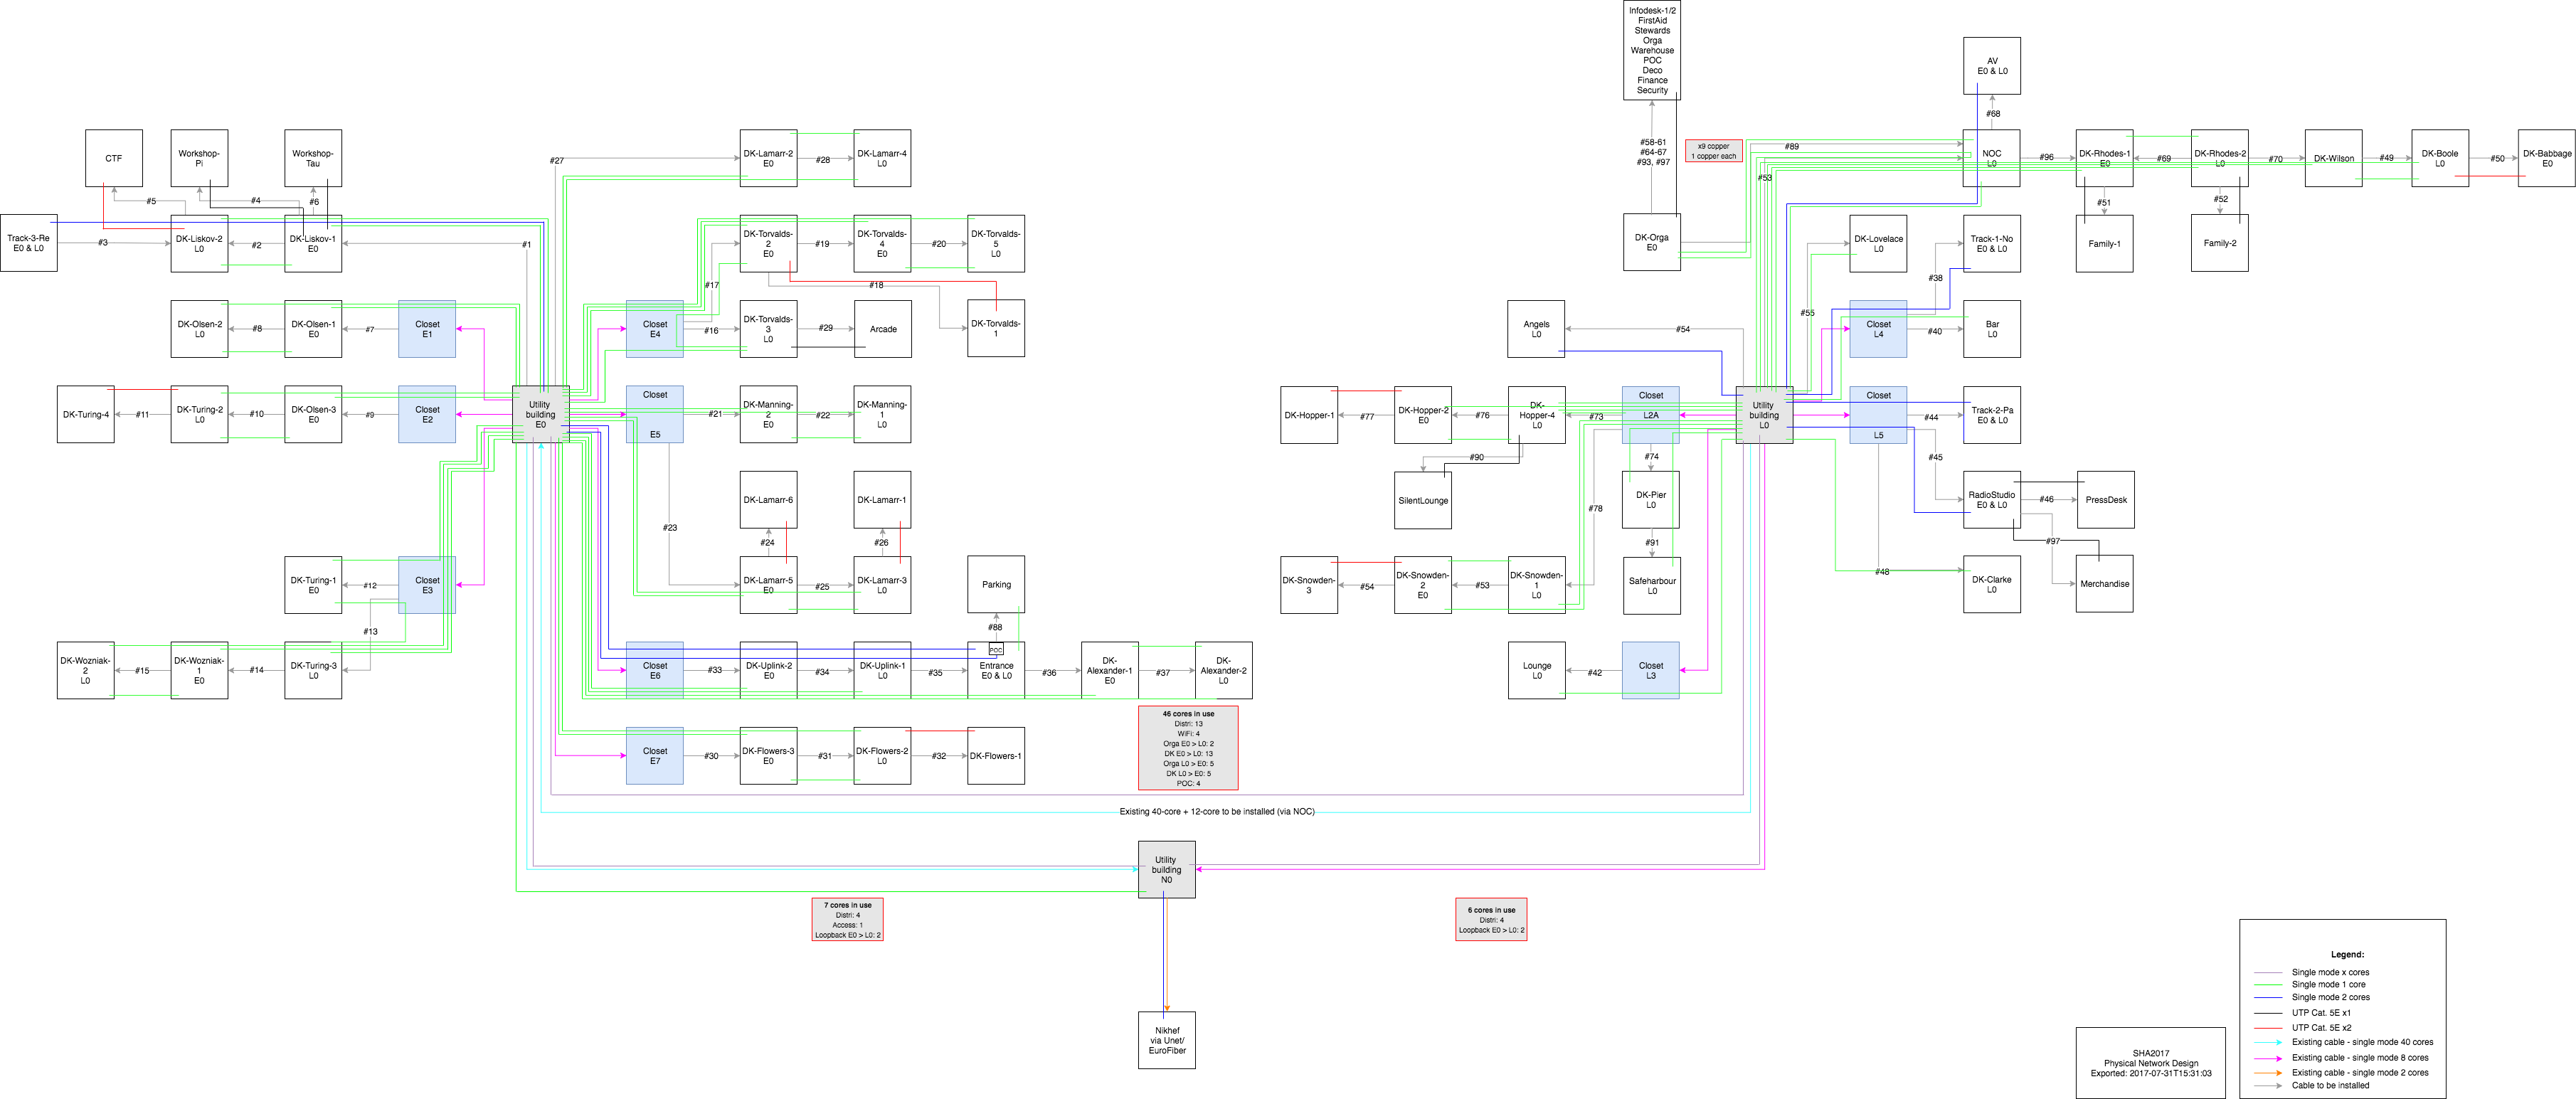 Infodesk-1/2
FirstAid
Stewards
Orga
Warehouse
POC
Deco
Finance
Security
AV
E0 & L0
#68
#58-61
#64-67
#93, #97
x9 copper
1 copper each
#89
#53
NOC
L0
#96
DK-Rhodes-1
E0
#69
DK-Rhodes-2
L0
#70
DK-Wilson
#49
DK-Boole
L0
#50
DK-Babbage
E0
#51
#52
Family-1
Family-2
DK-Orga
E0
CTF
Workshop-
Pi
Workshop-
Tau
#5
#4
#6
#27
DK-Lamarr-2
E0
#28
DK-Lamarr-4
L0
Track-3-Re
E0 & L0
#3
DK-Liskov-2
L0
#2
DK-Liskov-1
E0
#1
DK-Torvalds-
2
E0
#19
DK-Torvalds-
4
E0
#20
DK-Torvalds-
5
L0
#17
#18
DK-Lovelace
L0
Track-1-No
E0 & L0
#38
#55
DK-Olsen-2
L0
#8
DK-Olsen-1
E0
#7
Closet
E1
Closet
E4
#16
DK-Torvalds-
3
L0
#29
Arcade
DK-Torvalds-
1
Angels
L0
#54
Closet
L4
#40
Bar
L0
DK-Turing-4
#11
DK-Turing-2
L0
#10
DK-Olsen-3
E0
#9
Closet
E2
Utility
building
E0
Closet
E5
#21
DK-Manning-
2
E0
#22
DK-Manning-
1
L0
DK-Hopper-1
#77
DK-Hopper-2
E0
#76
DK-
Hopper-4
L0
#73
Closet
L2A
Utility
building
L0
Closet
L5
#44
Track-2-Pa
E0 & L0
#90
#74
#45
#23
DK-Lamarr-6
DK-Lamarr-1
SilentLounge
DK-Pier
L0
#78
RadioStudio
E0 & L0
#46
PressDesk
#24
#26
#91
#97
DK-Turing-1
E0
#12
Closet
E3
DK-Lamarr-5
E0
#25
DK-Lamarr-3
L0
Parking
DK-Snowden-
3
#54
DK-Snowden-
2
E0
#53
DK-Snowden-
1
L0
Safeharbour
L0
#48
DK-Clarke
L0
Merchandise
#13
#88
DK-Wozniak-
2
L0
#15
DK-Wozniak-
1
E0
#14
DK-Turing-3
L0
Closet
E6
#33
DK-Uplink-2
E0
#34
DK-Uplink-1
L0
#35
POC
Entrance
E0 & L0
#36
DK-
Alexander-1
E0
#37
DK-
Alexander-2
L0
Lounge
L0
#42
Closet
L3
46 cores in use
Distri: 13
WiFi: 4
Orga E0 > L0: 2
DK E0 > L0: 13
Orga L0 > E0: 5
DK L0 > E0: 5
POC: 4
Closet
E7
#30
DK-Flowers-3
E0
#31
DK-Flowers-2
L0
#32
DK-Flowers-1
Existing 40-core + 12-core to be installed (via NOC)
Utility
building
N0
7 cores in use
Distri: 4
Access: 1
Loopback E0 > L0: 2
6 cores in use
Distri: 4
Loopback E0 > L0: 2
Nikhef
via Unet/
EuroFiber
SHA2017
Physical Network Design
Exported: 2017-07-31T15:31:03
Legend:
Single mode x cores
Single mode 1 core
Single mode 2 cores
UTP Cat. 5E x1
UTP Cat. 5E x2
Existing cable - single mode 40 cores
Existing cable - single mode 8 cores
Existing cable - single mode 2 cores
Cable to be installed